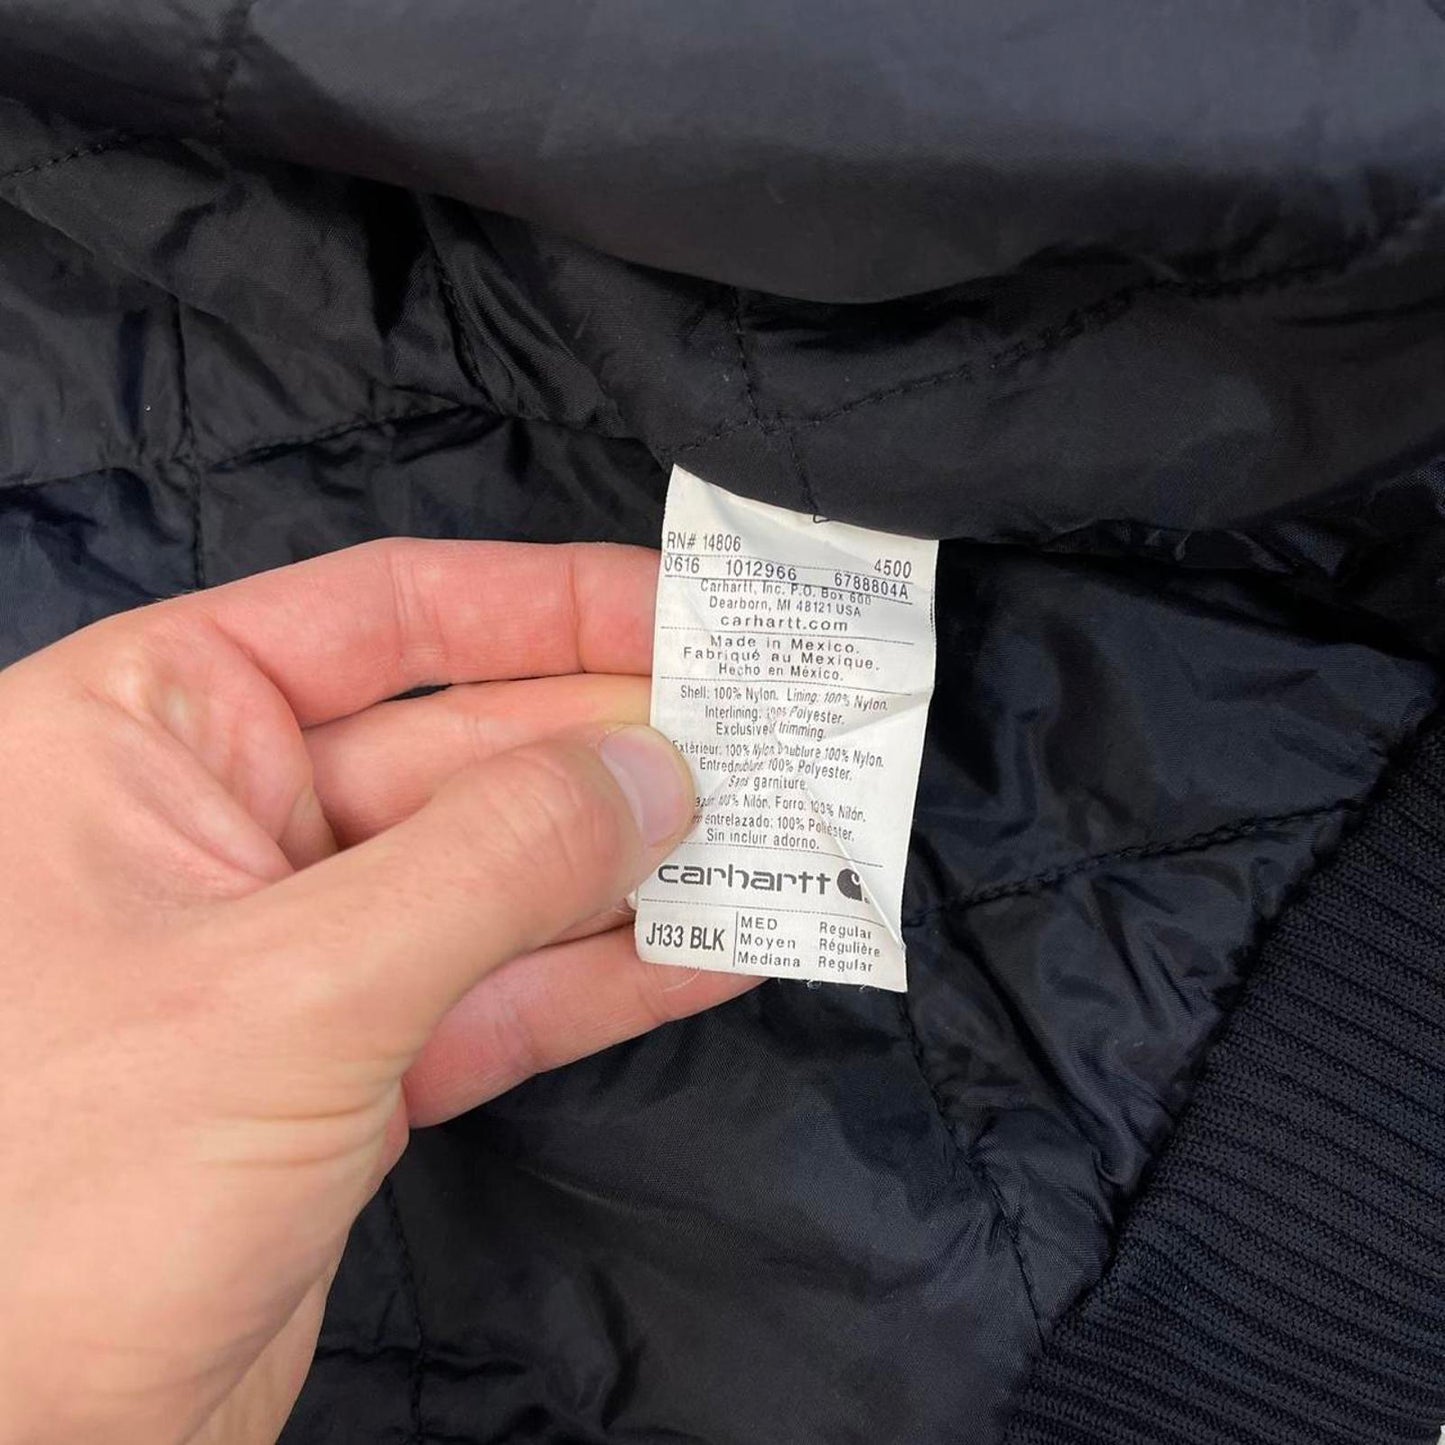 RN# 14806
4500
0616 1012966 6788804A
Carhartt, Inc. P.O. Box 600
Dearborn, MI 48121 USA
carhartt.com
Made in Mexico.
Fabriqué au Mexique.
Hecho en México.
Shell: 100% Nylon. Lining: 100% Nylon.
Interlining: 100% Polyester.
Exclusive trimming.
Extérieur: 100% Nylon Doublure 100% Nylon.
Entredoublure: 100% Polyester.
Sans garniture.
100% Nilón. Forro: 100% Nilón.
entrelazado: 100% Poliéster.
Sin incluir adorno.
carhartt
J133 BLK
MED Regular
Moyen Régulière
Mediana Regular